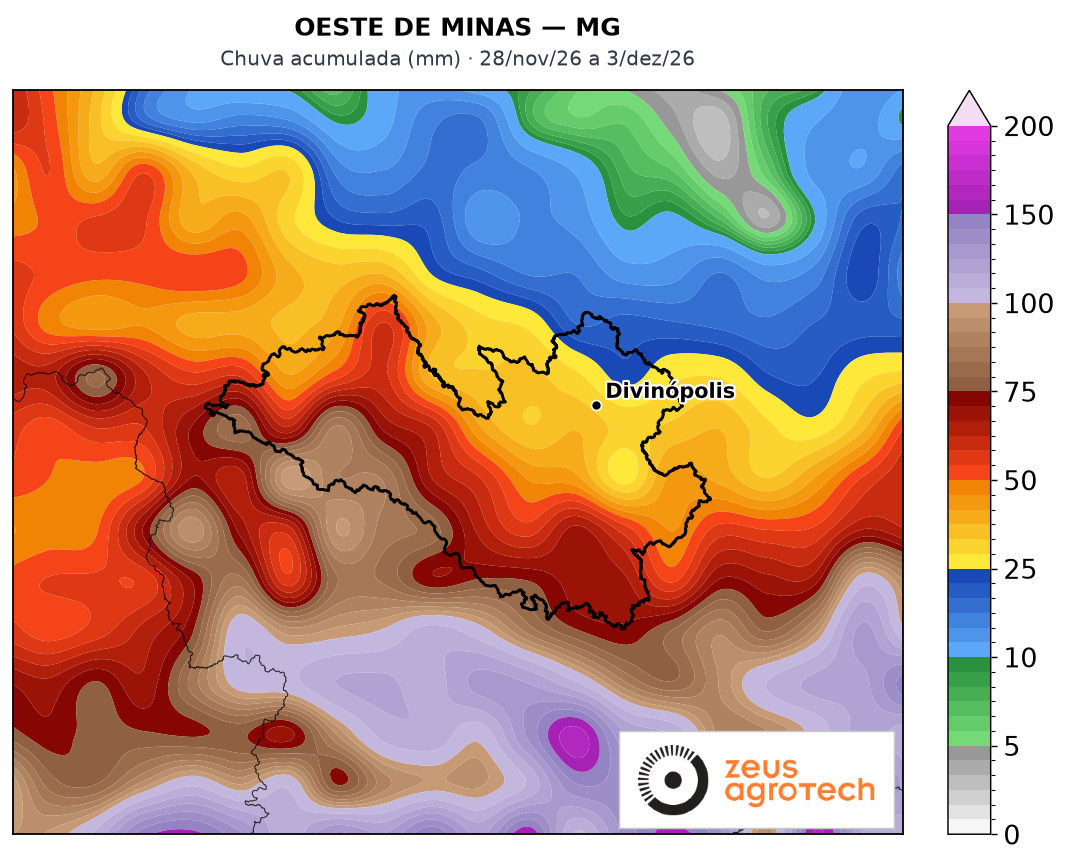 OESTE DE MINAS — MG
Chuva acumulada (mm) · 28/nov/26 a 3/dez/26
Divinópolis
200
150
100
75
50
25
10
5
0
zeus
agroтech